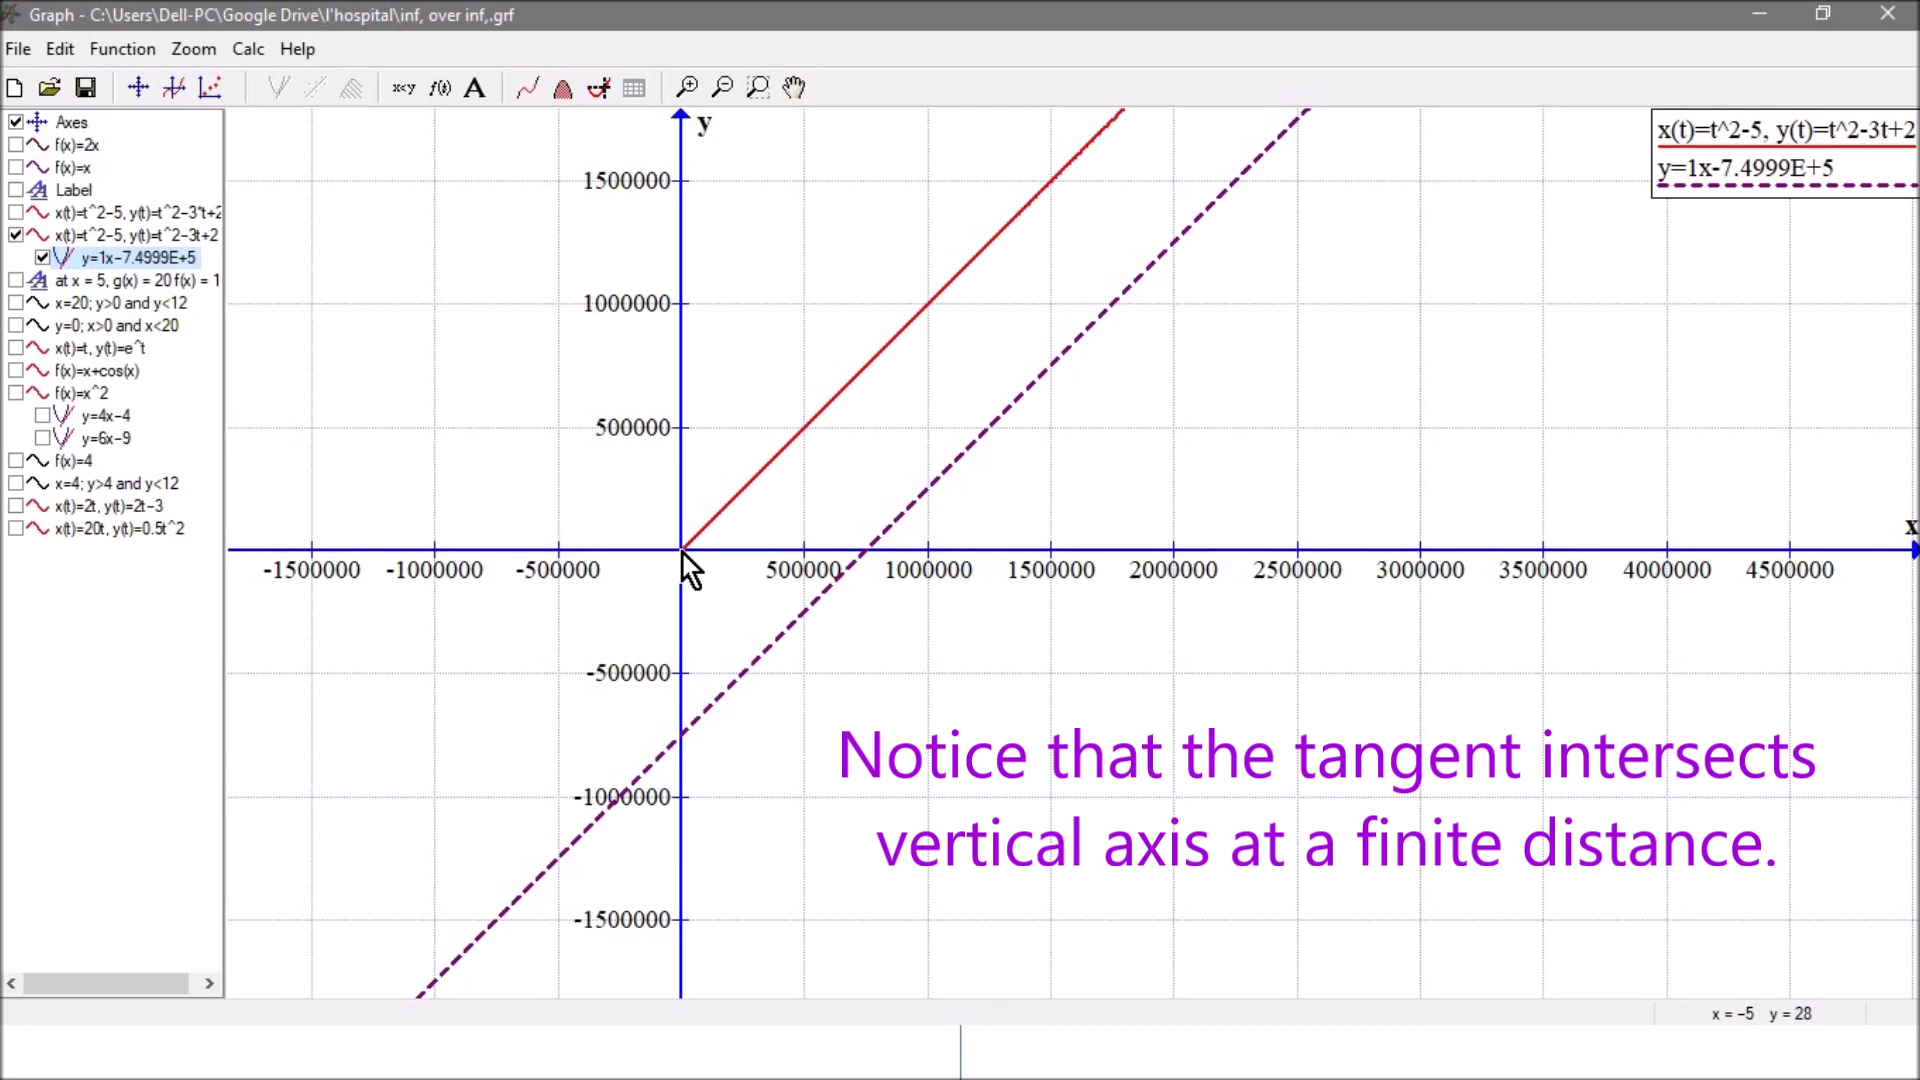 Graph - C:\Users\Dell-PC\Google Drive\l'hospital\inf, over inf,.grf
File Edit Function Zoom Calc Help
Axes
f(x)=2x
f(x)=x
Label
x(t)=t^2-5, y(t)=t^2-3*t+2
x(t)=t^2-5, y(t)=t^2-3t+2
y=1x-7.4999E+5
at x = 5, g(x) = 20 f(x) = 1
x=20; y>0 and y<12
y=0; x>0 and x<20
x(t)=t, y(t)=e^t
f(x)=x+cos(x)
f(x)=x^2
y=4x-4
y=6x-9
f(x)=4
x=4; y>4 and y<12
x(t)=2t, y(t)=2t-3
x(t)=20t, y(t)=0.5t^2
y
x(t)=t^2-5, y(t)=t^2-3t+2
y=1x-7.4999E+5
1500000
1000000
500000
x
-1500000 -1000000 -500000 500000 1000000 1500000 2000000 2500000 3000000 3500000 4000000 4500000
-500000
-1000000
-1500000
Notice that the tangent intersects
vertical axis at a finite distance.
x = -5 y = 28